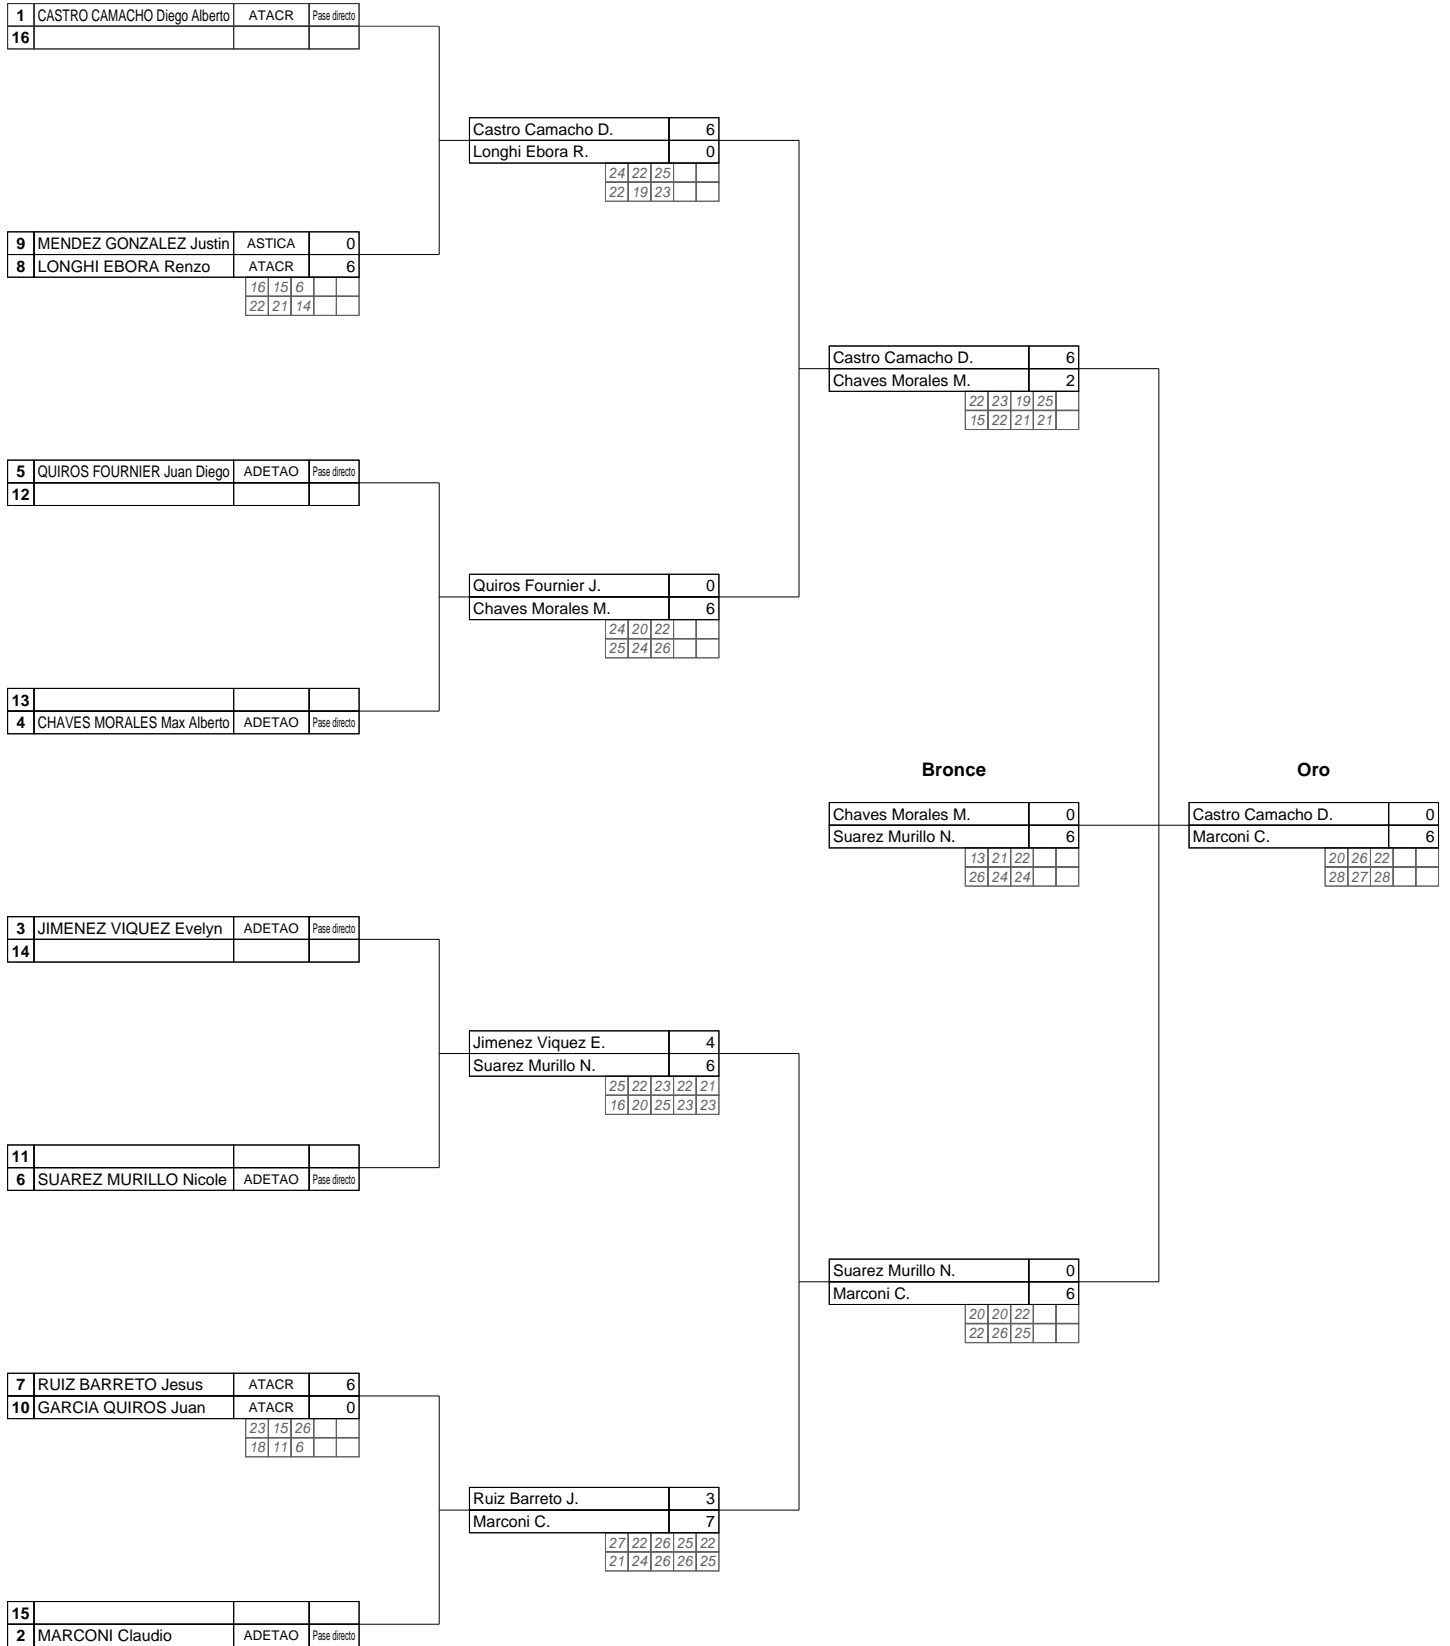 1 CASTRO CAMACHO Diego Alberto ATACR Pase directo
16
Castro Camacho D. 6
Longhi Ebora R. 0
24 22 25
22 19 23
9 MENDEZ GONZALEZ Justin ASTICA 0
8 LONGHI EBORA Renzo ATACR 6
16 15 6
22 21 14
Castro Camacho D. 6
Chaves Morales M. 2
22 23 19 25
15 22 21 21
5 QUIROS FOURNIER Juan Diego ADETAO Pase directo
12
Quiros Fournier J. 0
Chaves Morales M. 6
24 20 22
25 24 26
13
4 CHAVES MORALES Max Alberto ADETAO Pase directo
Bronce Oro
Chaves Morales M. 0 Castro Camacho D. 0
Suarez Murillo N. 6 Marconi C. 6
13 21 22 20 26 22
26 24 24 28 27 28
3 JIMENEZ VIQUEZ Evelyn ADETAO Pase directo
14
Jimenez Viquez E. 4
Suarez Murillo N. 6
25 22 23 22 21
16 20 25 23 23
11
6 SUAREZ MURILLO Nicole ADETAO Pase directo
Suarez Murillo N. 0
Marconi C. 6
20 20 22
22 26 25
7 RUIZ BARRETO Jesus ATACR 6
10 GARCIA QUIROS Juan ATACR 0
23 15 26
18 11 6
Ruiz Barreto J. 3
Marconi C. 7
27 22 26 25 22
21 24 26 26 25
15
2 MARCONI Claudio ADETAO Pase directo